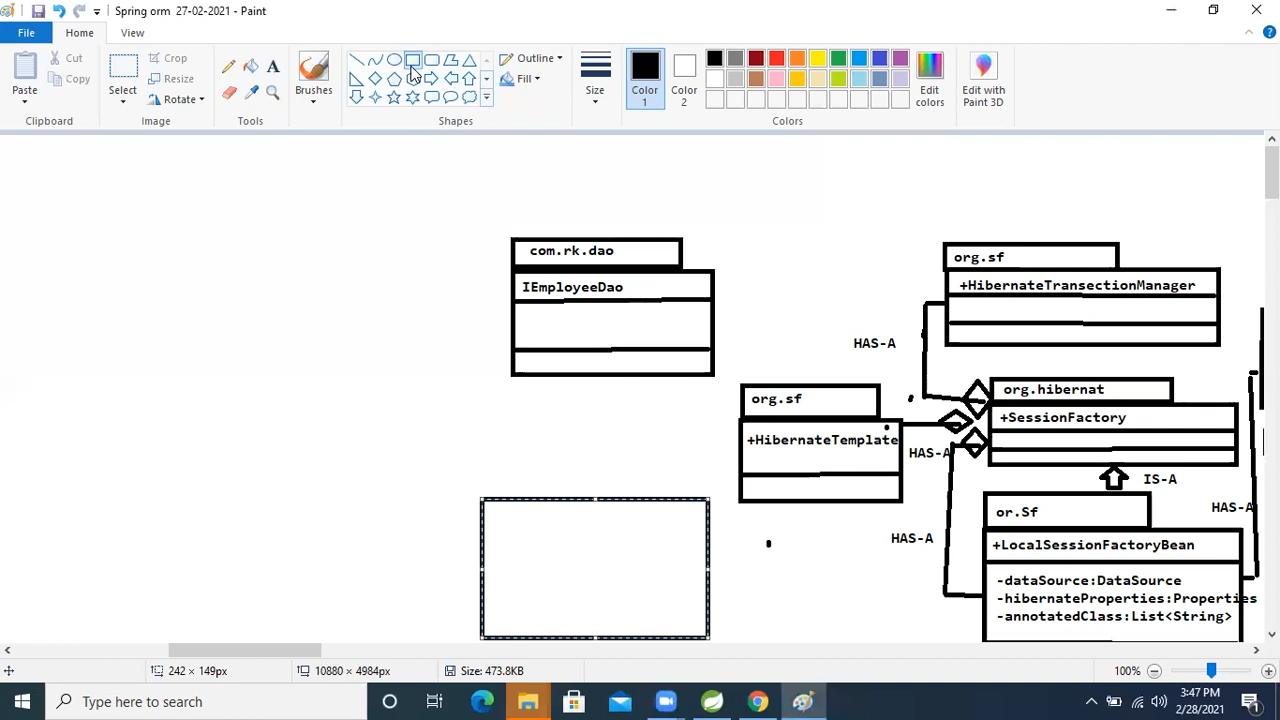 Spring orm  27-02-2021 - Paint
File
Home
View
Paste
Cut
Copy
Clipboard
Select
Crop
Resize
Rotate
Image
Tools
Brushes
Outline
Fill
Shapes
Size
Color 1
Color 2
Edit colors
Colors
Edit with Paint 3D
com.rk.dao
IEmployeeDao
org.sf
+HibernateTransectionManager
HAS-A
org.hibernat
+SessionFactory
org.sf
+HibernateTemplate
HAS-A
IS-A
or.Sf
HAS-A
HAS-A
+LocalSessionFactoryBean
-dataSource:DataSource
-hibernateProperties:Properties
-annotatedClass:List<String>
242 × 149px
10880 × 4984px
Size: 473.8KB
100%
Type here to search
3:47 PM
2/28/2021
1